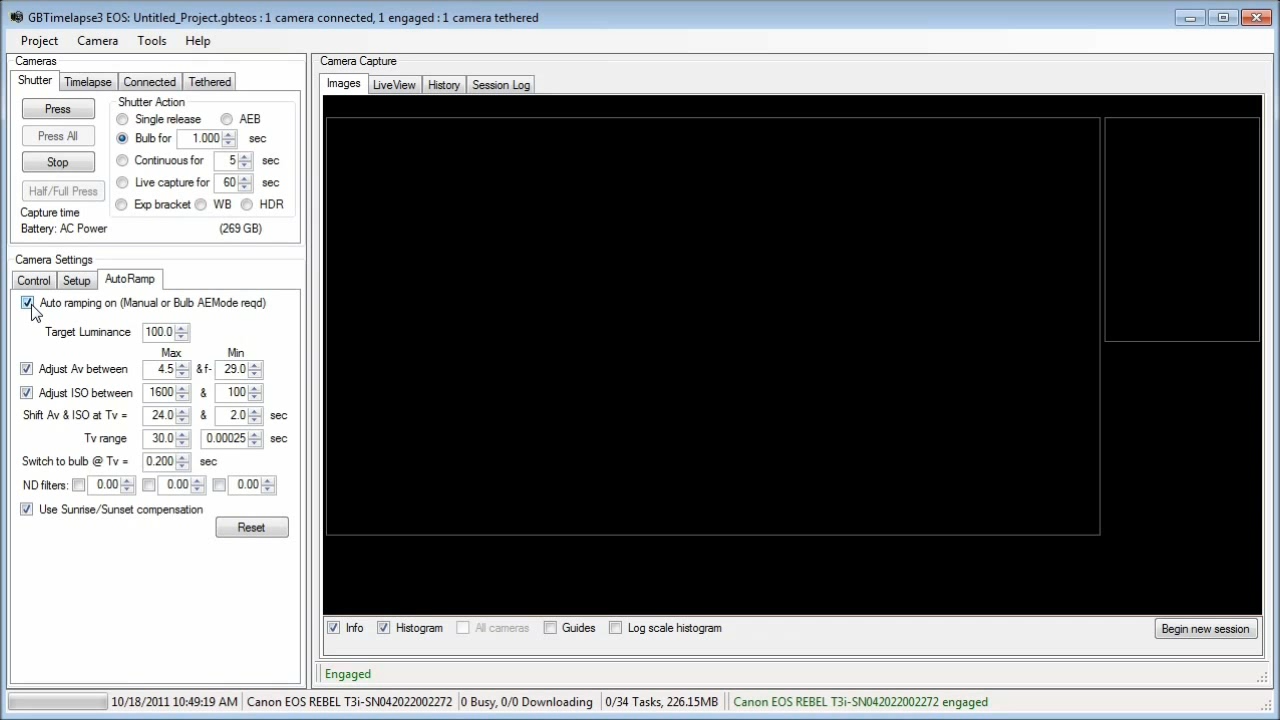 GBTimelapse3 EOS: Untitled_Project.gbteos : 1 camera connected, 1 engaged : 1 camera tethered
Project Camera Tools Help
Cameras
Shutter Timelapse Connected Tethered
Press
Press All
Stop
Half/Full Press
Shutter Action
Single release AEB
Bulb for 1.000 sec
Continuous for 5 sec
Live capture for 60 sec
Exp bracket WB HDR
Capture time
Battery: AC Power (269 GB)
Camera Settings
Control Setup AutoRamp
Auto ramping on (Manual or Bulb AEMode reqd)
Target Luminance 100.0
Max Min
Adjust Av between 4.5 & f- 29.0
Adjust ISO between 1600 & 100
Shift Av & ISO at Tv = 24.0 & 2.0 sec
Tv range 30.0 0.00025 sec
Switch to bulb @ Tv = 0.200 sec
ND filters: 0.00 0.00 0.00
Use Sunrise/Sunset compensation
Reset
Camera Capture
Images LiveView History Session Log
Info Histogram All cameras Guides Log scale histogram Begin new session
Engaged
10/18/2011 10:49:19 AM Canon EOS REBEL T3i-SN042022002272 0 Busy, 0/0 Downloading 0/34 Tasks, 226.15MB Canon EOS REBEL T3i-SN042022002272 engaged